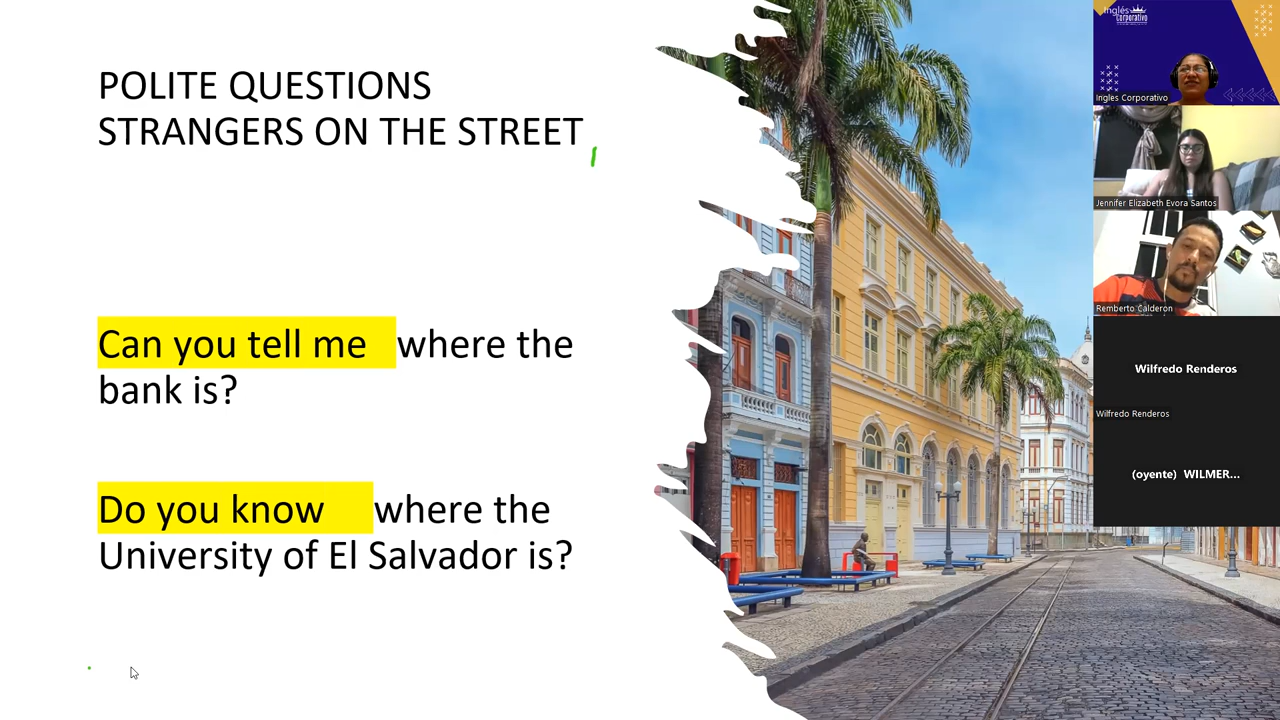 POLITE QUESTIONS
STRANGERS ON THE STREET
Can you tell me where the
bank is?
Do you know where the
University of El Salvador is?
Inglés
Corporativo
Ingles Corporativo
Jennifer Elizabeth Evora Santos
Remberto Calderon
Wilfredo Renderos
Wilfredo Renderos
(oyente) WILMER...